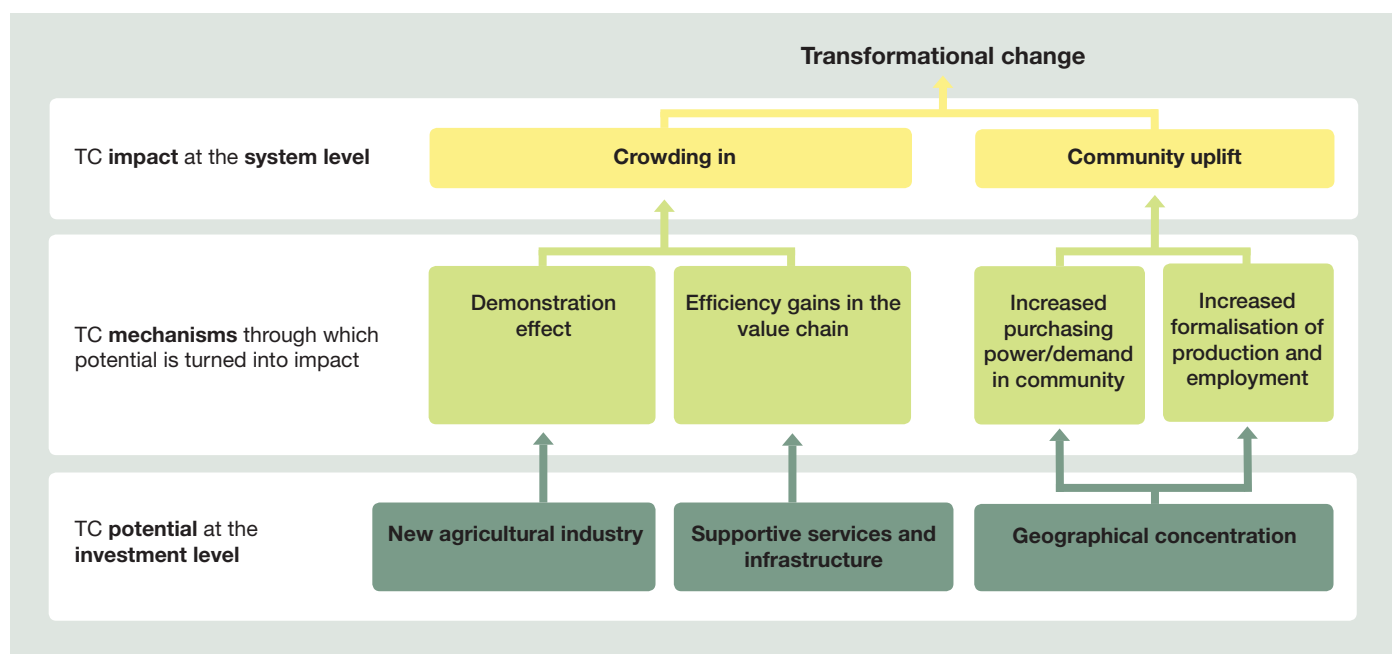 Transformational change
TC impact at the system level
Crowding in
Community uplift
TC mechanisms through which
potential is turned into impact
Demonstration
effect
Efficiency gains in the
value chain
Increased
purchasing
power/demand
in community
Increased
formalisation of
production and
employment
TC potential at the
investment level
New agricultural industry
Supportive services and
infrastructure
Geographical concentration